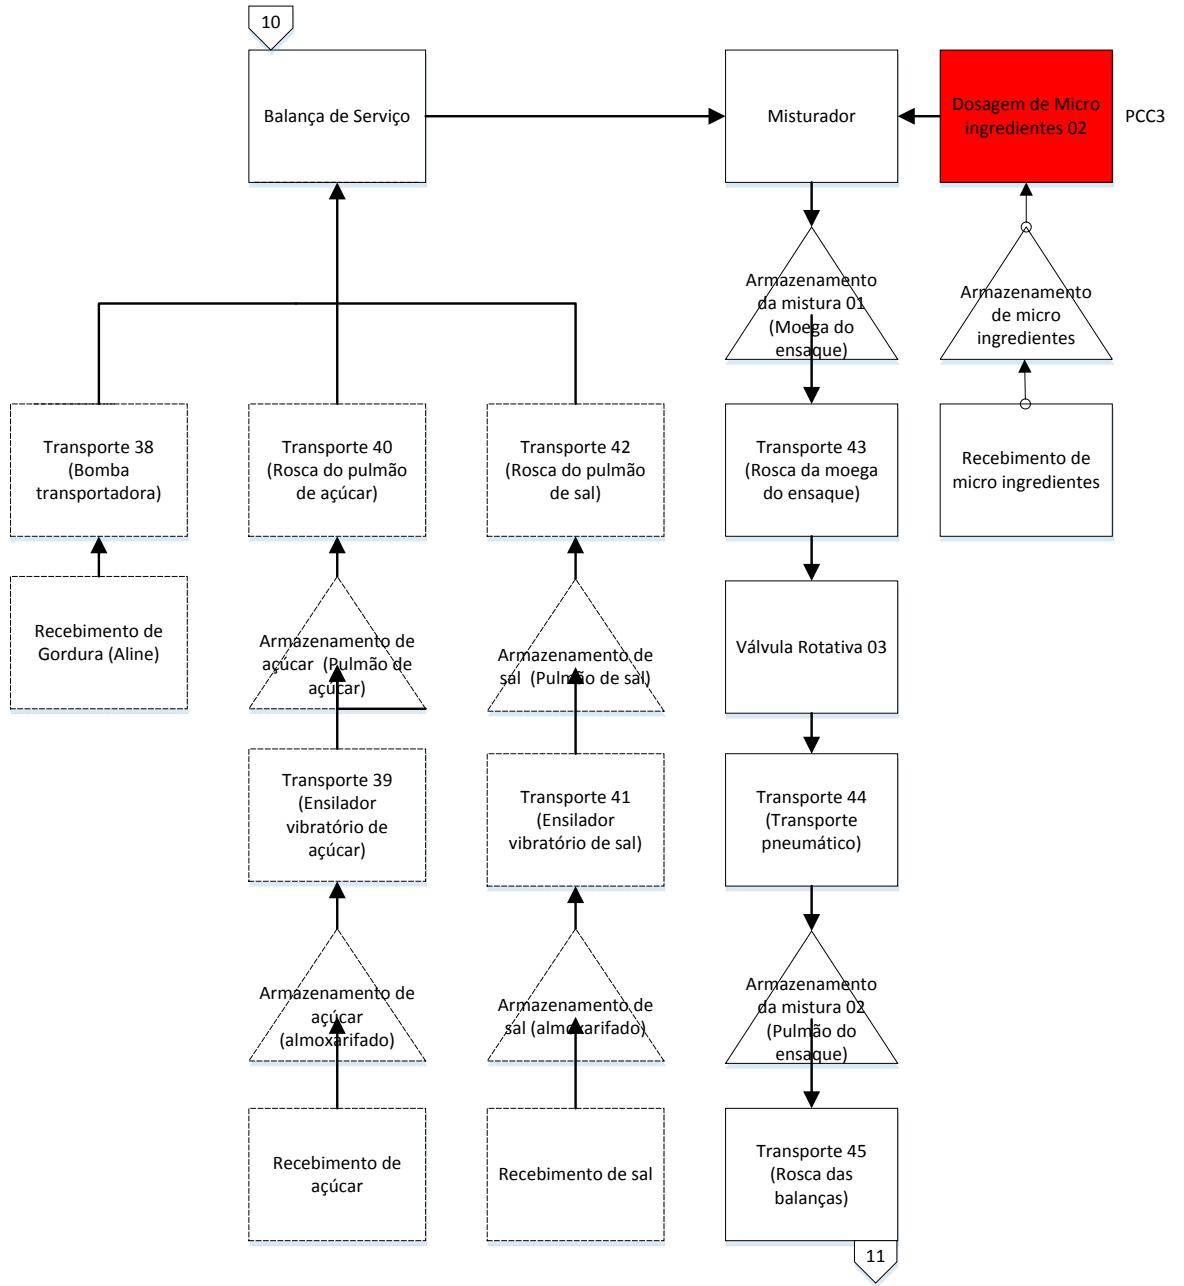 10
Balança de Serviço
Misturador
Dosagem de Micro
ingredientes 02
PCC3
Armazenamento
da mistura 01
(Moega do
ensaque)
Armazenamento
de micro
ingredientes
Transporte 38
(Bomba
transportadora)
Transporte 40
(Rosca do pulmão
de açúcar)
Transporte 42
(Rosca do pulmão
de sal)
Transporte 43
(Rosca da moega
do ensaque)
Recebimento de
micro ingredientes
Recebimento de
Gordura (Aline)
Armazenamento de
açúcar (Pulmão de
açúcar)
Armazenamento de
sal (Pulmão de sal)
Válvula Rotativa 03
Transporte 39
(Ensilador
vibratório de
açúcar)
Transporte 41
(Ensilador
vibratório de sal)
Transporte 44
(Transporte
pneumático)
Armazenamento de
açúcar
(almoxarifado)
Armazenamento de
sal (almoxarifado)
Armazenamento
da mistura 02
(Pulmão do
ensaque)
Recebimento de
açúcar
Recebimento de sal
Transporte 45
(Rosca das
balanças)
11